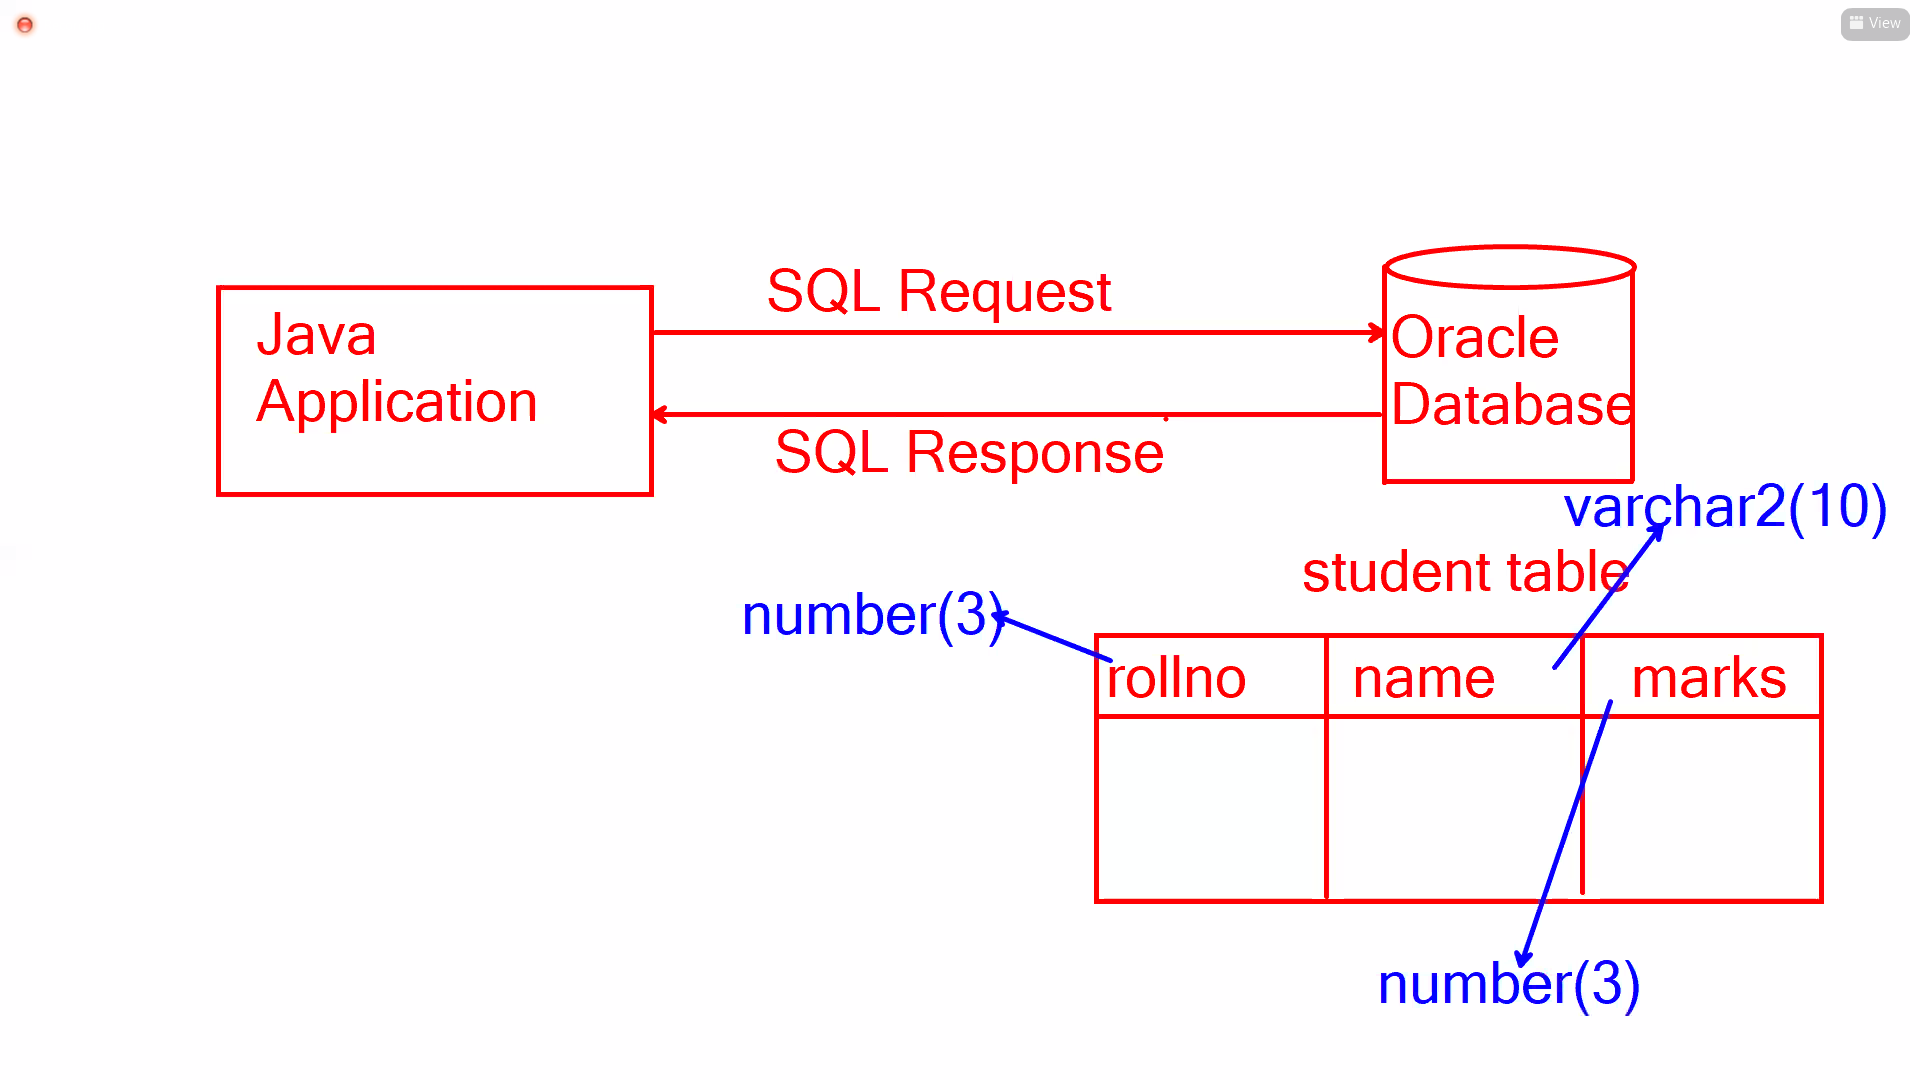 View
SQL Request
Java
Application
Oracle
Database
SQL Response
varchar2(10)
student table
number(3)
rollno
name
marks
number(3)